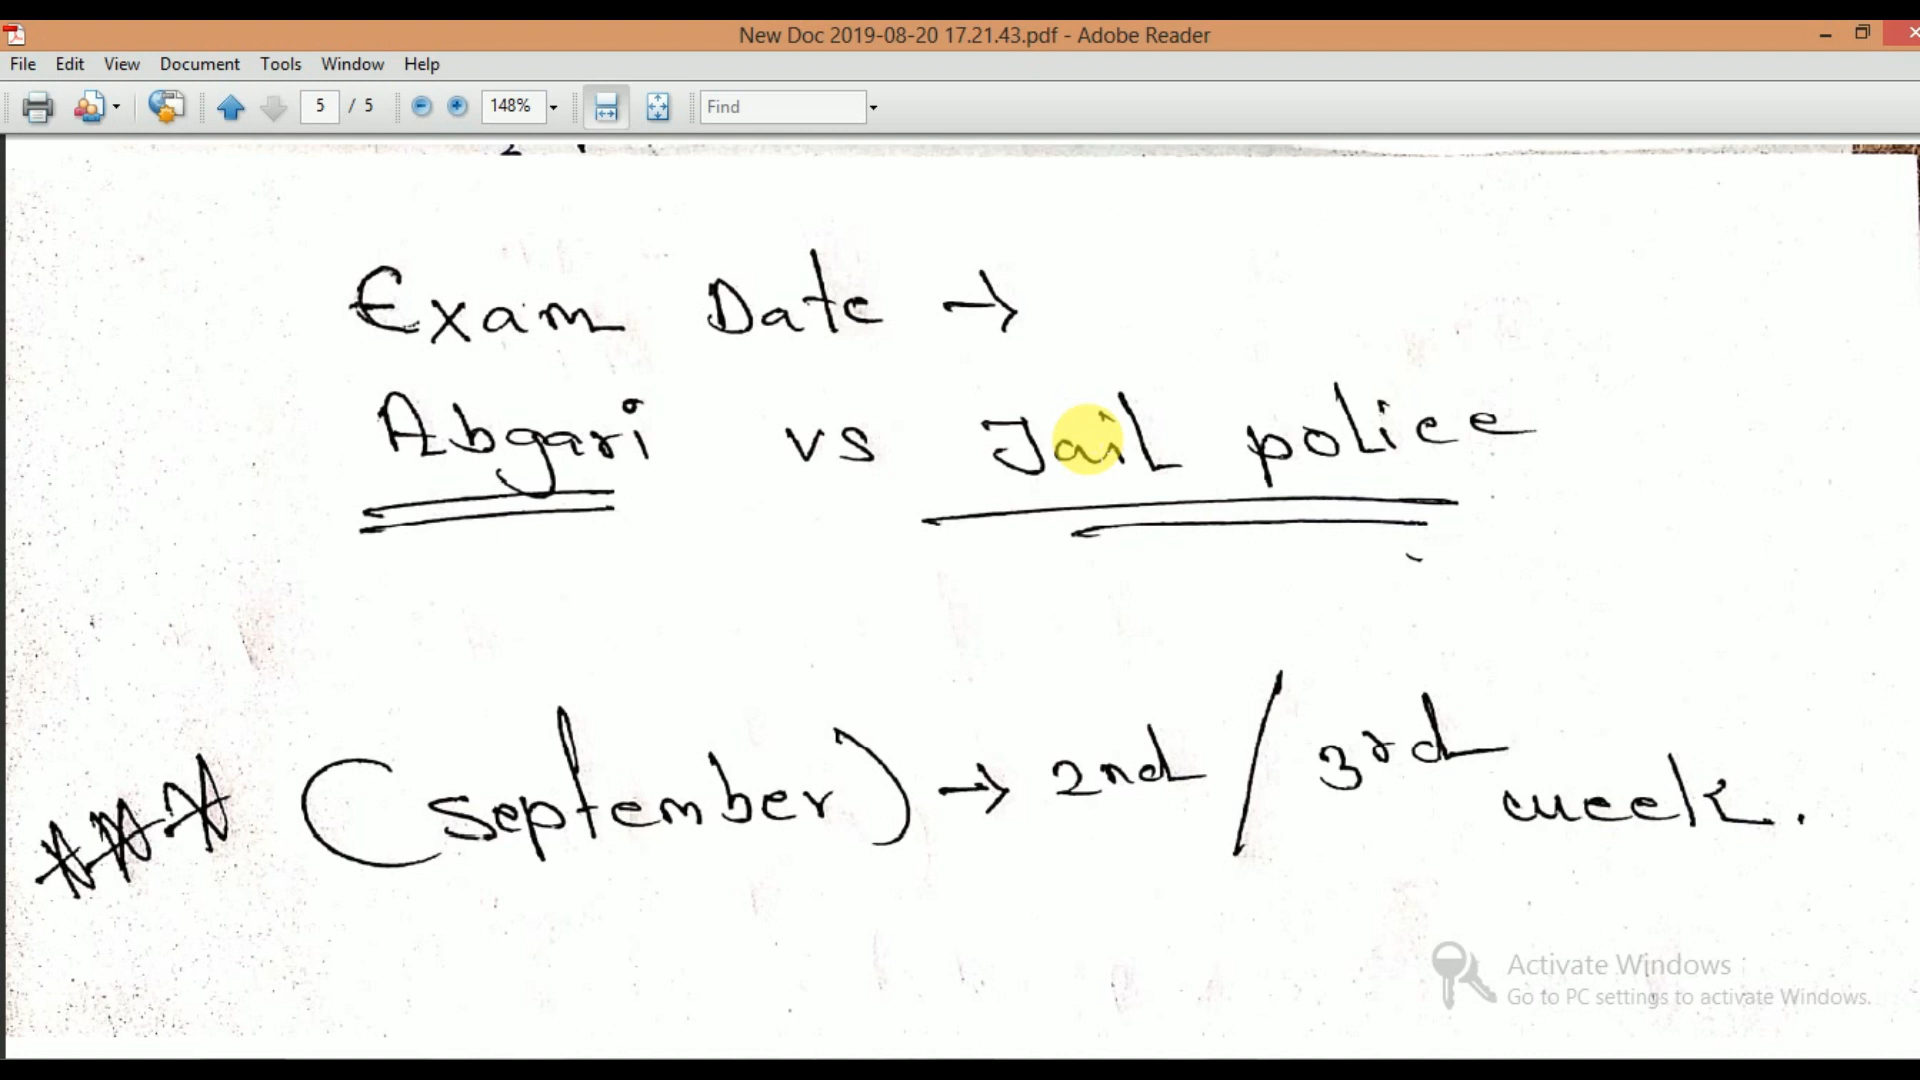 New Doc 2019-08-20 17.21.43.pdf - Adobe Reader
File Edit View Document Tools Window Help
5 / 5 148% Find
Exam Date →
Abgari vs Jail police
(September) → 2nd / 3rd week.
Activate Windows
Go to PC settings to activate Windows.